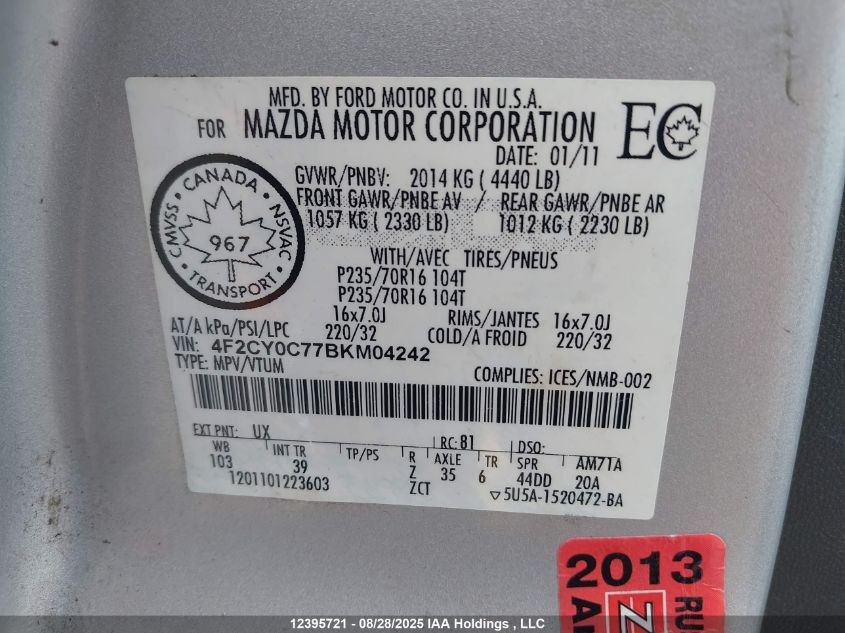 MFD. BY FORD MOTOR CO. IN U.S.A.
FOR MAZDA MOTOR CORPORATION
EC
DATE: 01/11
GVWR/PNBV: 2014 KG ( 4440 LB)
FRONT GAWR/PNBE AV / REAR GAWR/PNBE AR
1057 KG ( 2330 LB) 1012 KG ( 2230 LB)
CANADA
CMVSS NSVAC
967
TRANSPORT
WITH/AVEC TIRES/PNEUS
P235/70R16 104T
P235/70R16 104T
16x7.0J RIMS/JANTES 16x7.0J
AT/A kPa/PSI/LPC 220/32 COLD/A FROID 220/32
VIN: 4F2CY0C77BKM04242
TYPE: MPV/VTUM
COMPLIES: ICES/NMB-002
EXT PNT: UX RC: 81 DSO:
WB INT TR TP/PS R AXLE TR SPR AM71A
103 39 Z 35 6 44DD 20A
1201101223603 ZCT 5U5A-1520472-BA
2013
RU
Z
12395721 - 08/28/2025 IAA Holdings , LLC